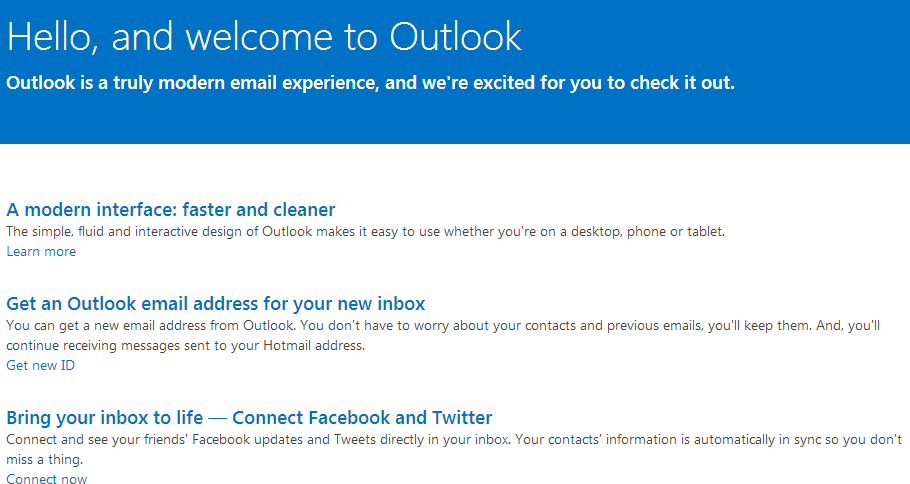 Hello, and welcome to Outlook
Outlook is a truly modern email experience, and we're excited for you to check it out.
A modern interface: faster and cleaner
The simple, fluid and interactive design of Outlook makes it easy to use whether you're on a desktop, phone or tablet.
Learn more
Get an Outlook email address for your new inbox
You can get a new email address from Outlook. You don't have to worry about your contacts and previous emails, you'll keep them. And, you'll
continue receiving messages sent to your Hotmail address.
Get new ID
Bring your inbox to life — Connect Facebook and Twitter
Connect and see your friends' Facebook updates and Tweets directly in your inbox. Your contacts' information is automatically in sync so you don't
miss a thing.
Connect now